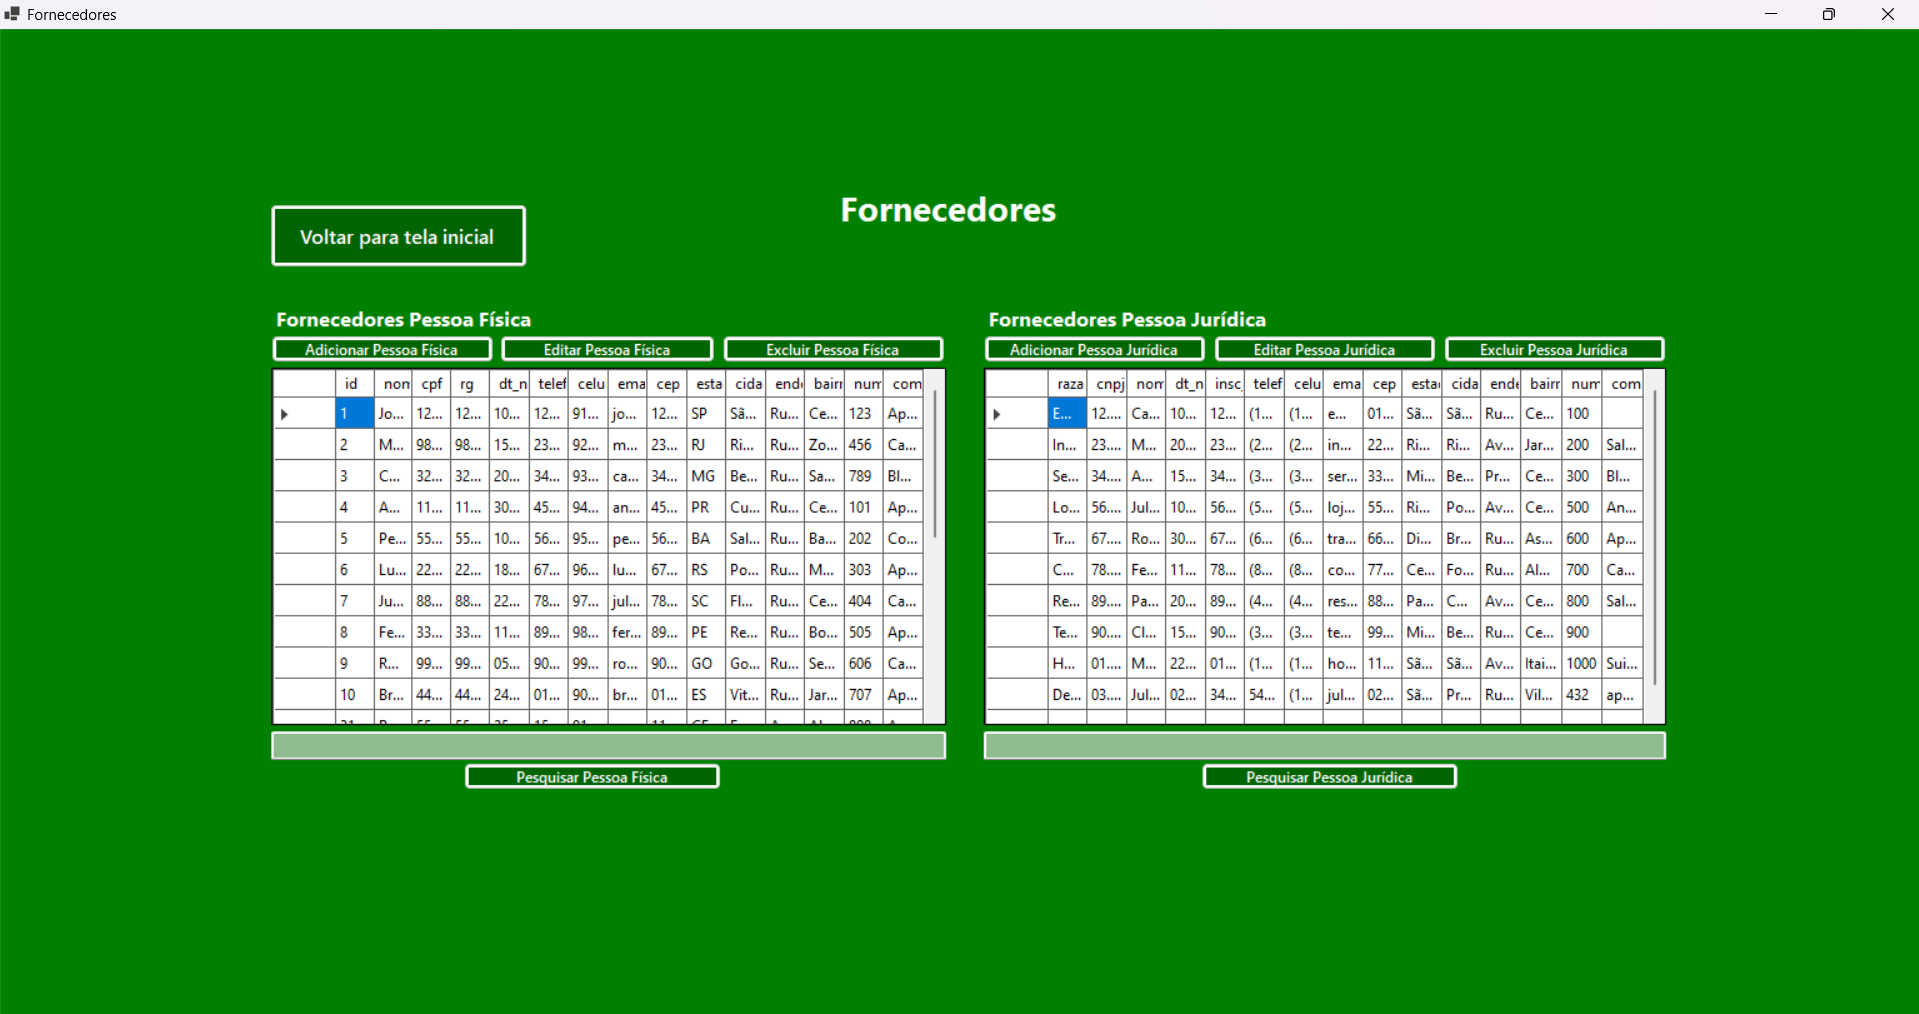 Fornecedores
Fornecedores
Voltar para tela inicial
Fornecedores Pessoa Física
Adicionar Pessoa Física Editar Pessoa Física Excluir Pessoa Física
id non cpf rg dt_n telef celu ema cep esta cida ende bairr num com
1 Jo... 12... 12... 10... 12... 91... jo... 12... SP Sã... Ru... Ce... 123 Ap...
2 M... 98... 98... 15... 23... 92... m... 23... RJ Ri... Ru... Zo... 456 Ca...
3 C... 32... 32... 20... 34... 93... ca... 34... MG Be... Ru... Sa... 789 Bl...
4 A... 11... 11... 30... 45... 94... an... 45... PR Cu... Ru... Ce... 101 Ap...
5 Pe... 55... 55... 10... 56... 95... pe... 56... BA Sal... Ru... Ba... 202 Co...
6 Lu... 22... 22... 18... 67... 96... lu... 67... RS Po... Ru... M... 303 Ap...
7 Ju... 88... 88... 22... 78... 97... jul... 78... SC Fl... Ru... Ce... 404 Ca...
8 Fe... 33... 33... 11... 89... 98... fer... 89... PE Re... Ru... Bo... 505 Ap...
9 R... 99... 99... 05... 90... 99... ro... 90... GO Go... Ru... Se... 606 Ca...
10 Br... 44... 44... 24... 01... 90... br... 01... ES Vit... Ru... Jar... 707 Ap...
Pesquisar Pessoa Física
Fornecedores Pessoa Jurídica
Adicionar Pessoa Jurídica Editar Pessoa Jurídica Excluir Pessoa Jurídica
raza cnpj non dt_n insc_ telef celu ema cep esta cida ende bairr num com
E... 12.... Ca... 10... 12... (1... (1... e... 01... Sã... Sã... Ru... Ce... 100
In... 23.... M... 20... 23... (2... (2... in... 22... Ri... Ri... Av... Jar... 200 Sal...
Se... 34.... A... 15... 34... (3... (3... ser... 33... Mi... Be... Pr... Ce... 300 Bl...
Lo... 56.... Jul... 10... 56... (5... (5... loj... 55... Ri... Po... Av... Ce... 500 An...
Tr... 67.... Ro... 30... 67... (6... (6... tra... 66... Di... Br... Ru... As... 600 Ap...
C... 78.... Fe... 11... 78... (8... (8... co... 77... Ce... Fo... Ru... Al... 700 Ca...
Re... 89.... Pa... 20... 89... (4... (4... res... 88... Pa... C... Av... Ce... 800 Sal...
Te... 90.... Cl... 15... 90... (3... (3... te... 99... Mi... Be... Ru... Ce... 900
H... 01.... M... 22... 01... (1... (1... ho... 11... Sã... Sã... Av... Itai... 1000 Sui...
De... 03.... Jul... 02... 34... 54... (1... jul... 02... Sã... Pr... Ru... Vil... 432 ap...
Pesquisar Pessoa Jurídica